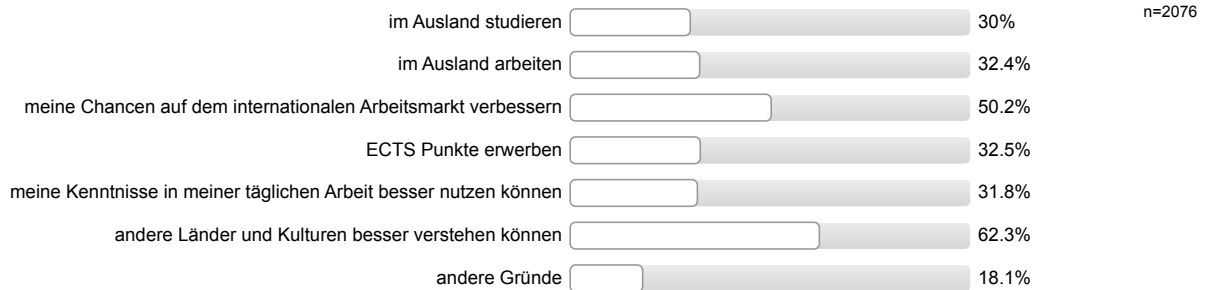 im Ausland studieren 30% n=2076
im Ausland arbeiten 32.4%
meine Chancen auf dem internationalen Arbeitsmarkt verbessern 50.2%
ECTS Punkte erwerben 32.5%
meine Kenntnisse in meiner täglichen Arbeit besser nutzen können 31.8%
andere Länder und Kulturen besser verstehen können 62.3%
andere Gründe 18.1%